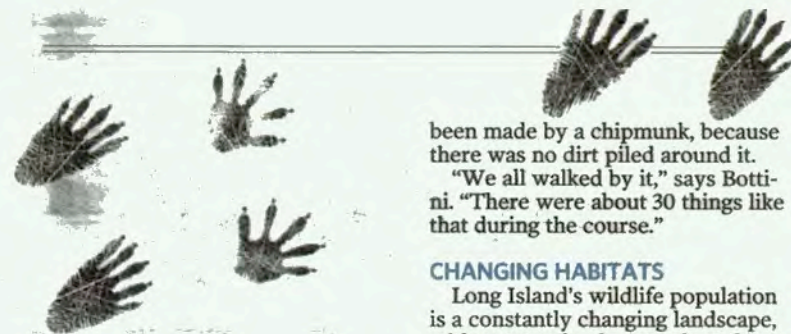 been made by a chipmunk, because
there was no dirt piled around it.
“We all walked by it,” says Botti-
ni. “There were about 30 things like
that during the course.”
CHANGING HABITATS
Long Island’s wildlife population
is a constantly changing landscape,